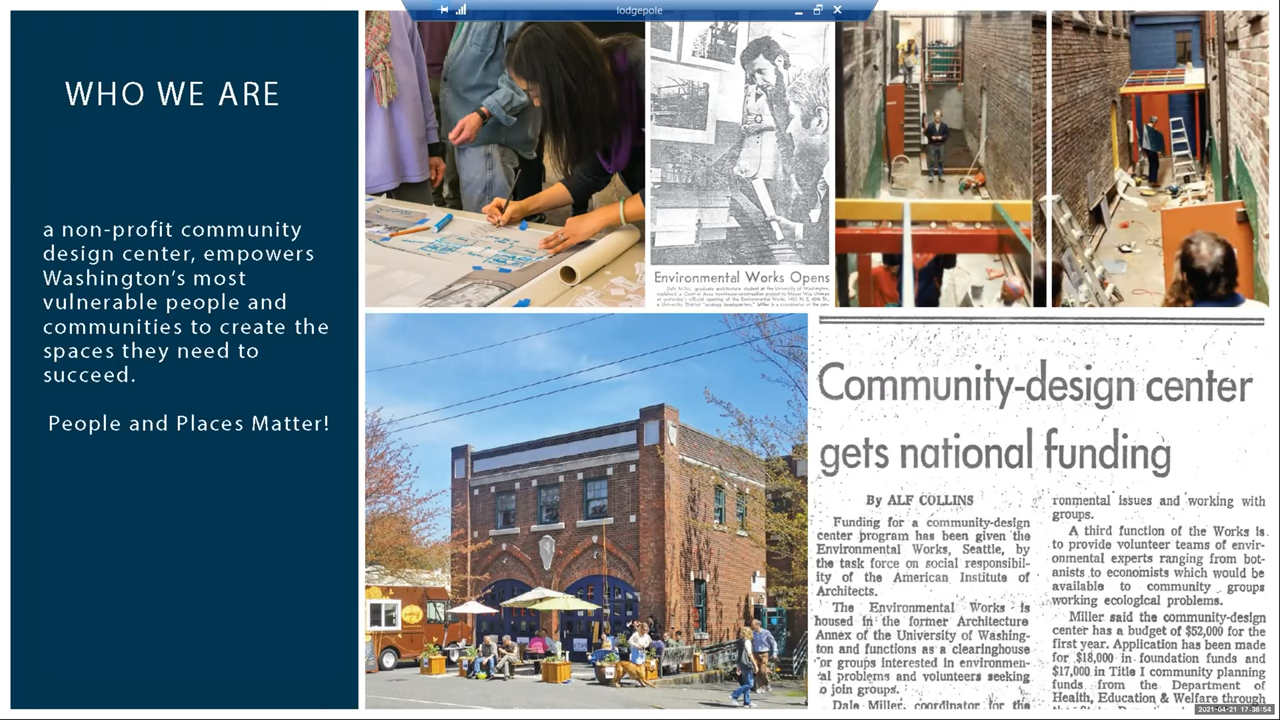 lodgepole
WHO WE ARE
a non-profit community
design center, empowers
Washington's most
vulnerable people and
communities to create the
spaces they need to
succeed.
People and Places Matter!
Environmental Works Opens
Community-design center
gets national funding
By ALF COLLINS
Funding for a community-design
center program has been given the
Environmental Works, Seattle, by
the task force on social responsibil-
ity of the American Institute of
Architects.
The Environmental Works is
housed in the former Architecture
Annex of the University of Washing-
ton and functions as a clearinghouse
or groups interested in environmen-
al problems and volunteers seeking
o join groups.
Dale Miller, coordinator for the
ronmental issues and working with
groups.
A third function of the Works is
to provide volunteer teams of envir-
onmental experts ranging from bot-
anists to economists which would be
available to community groups
working ecological problems.
Miller said the community-design
center has a budget of $52,000 for the
first year. Application has been made
for $18,000 in foundation funds and
$17,000 in Title I community planning
funds from the Department of
Health, Education & Welfare through
2021-04-21 17:38:54